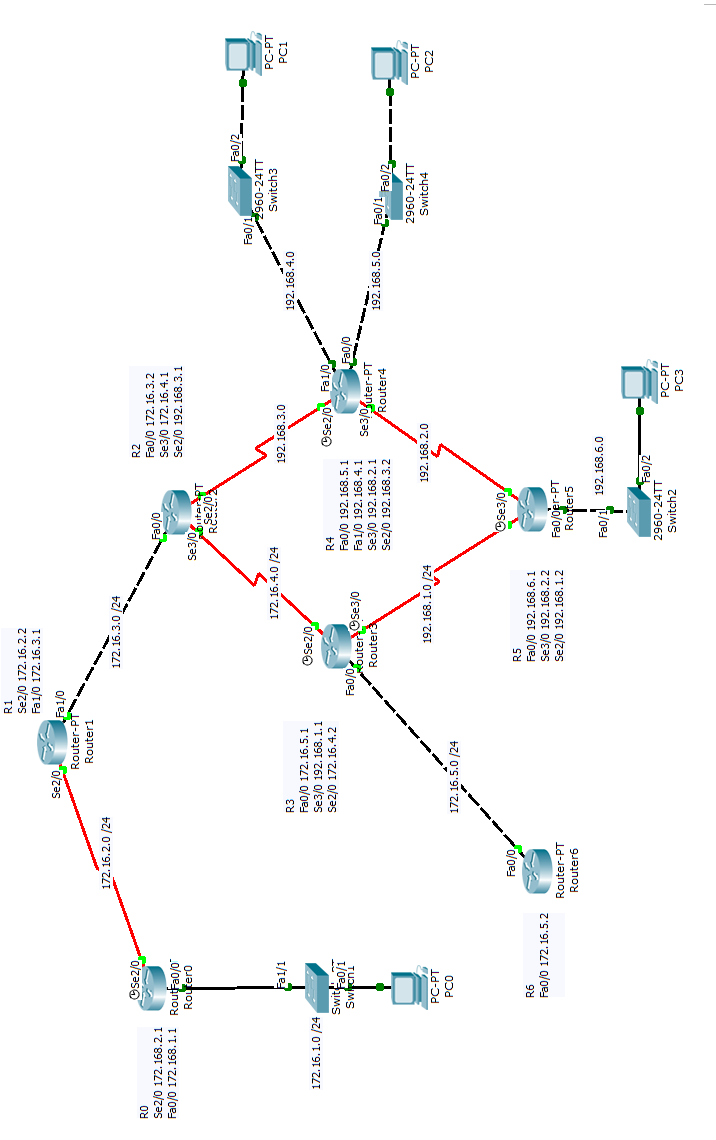 PC-PT
PC1
Fa0/2
2960-24TT
Switch3
Fa0/1
192.168.4.0
PC-PT
PC2
Fa0/2
2960-24TT
Switch4
Fa0/1
192.168.5.0
Fa1/0
Fa0/0
Router4
Se2/0
Se3/0
192.168.3.0
192.168.2.0
R2
Fa0/0 172.16.3.2
Se3/0 172.16.4.1
Se2/0 192.168.3.1
R4
Fa0/0 192.168.5.1
Fa1/0 192.168.4.1
Se3/0 192.168.2.1
Se2/0 192.168.3.2
PC-PT
PC3
Fa0/2
2960-24TT
Switch2
Fa0/1
192.168.6.0
Fa0/0
Router5
Se3/0
R5
Fa0/0 192.168.6.1
Se3/0 192.168.2.2
Se2/0 192.168.1.2
Fa0/0
Se2/0
Se3/0
172.16.4.0 /24
192.168.1.0 /24
172.16.3.0 /24
R1
Se2/0 172.16.2.2
Fa1/0 172.16.3.1
Fa1/0
Router-PT
Router1
Se2/0
Se2/0
Se3/0
Fa0/0
R3
Fa0/0 172.16.5.1
Se3/0 192.168.1.1
Se2/0 172.16.4.2
172.16.5.0 /24
172.16.2.0 /24
Fa0/0
Router-PT
Router6
R6
Fa0/0 172.16.5.2
Se2/0
Fa0/0
Router0
R0
Se2/0 172.168.2.1
Fa0/0 172.168.1.1
Fa1/1
Fa0/1
Switch1
172.16.1.0 /24
PC-PT
PC0